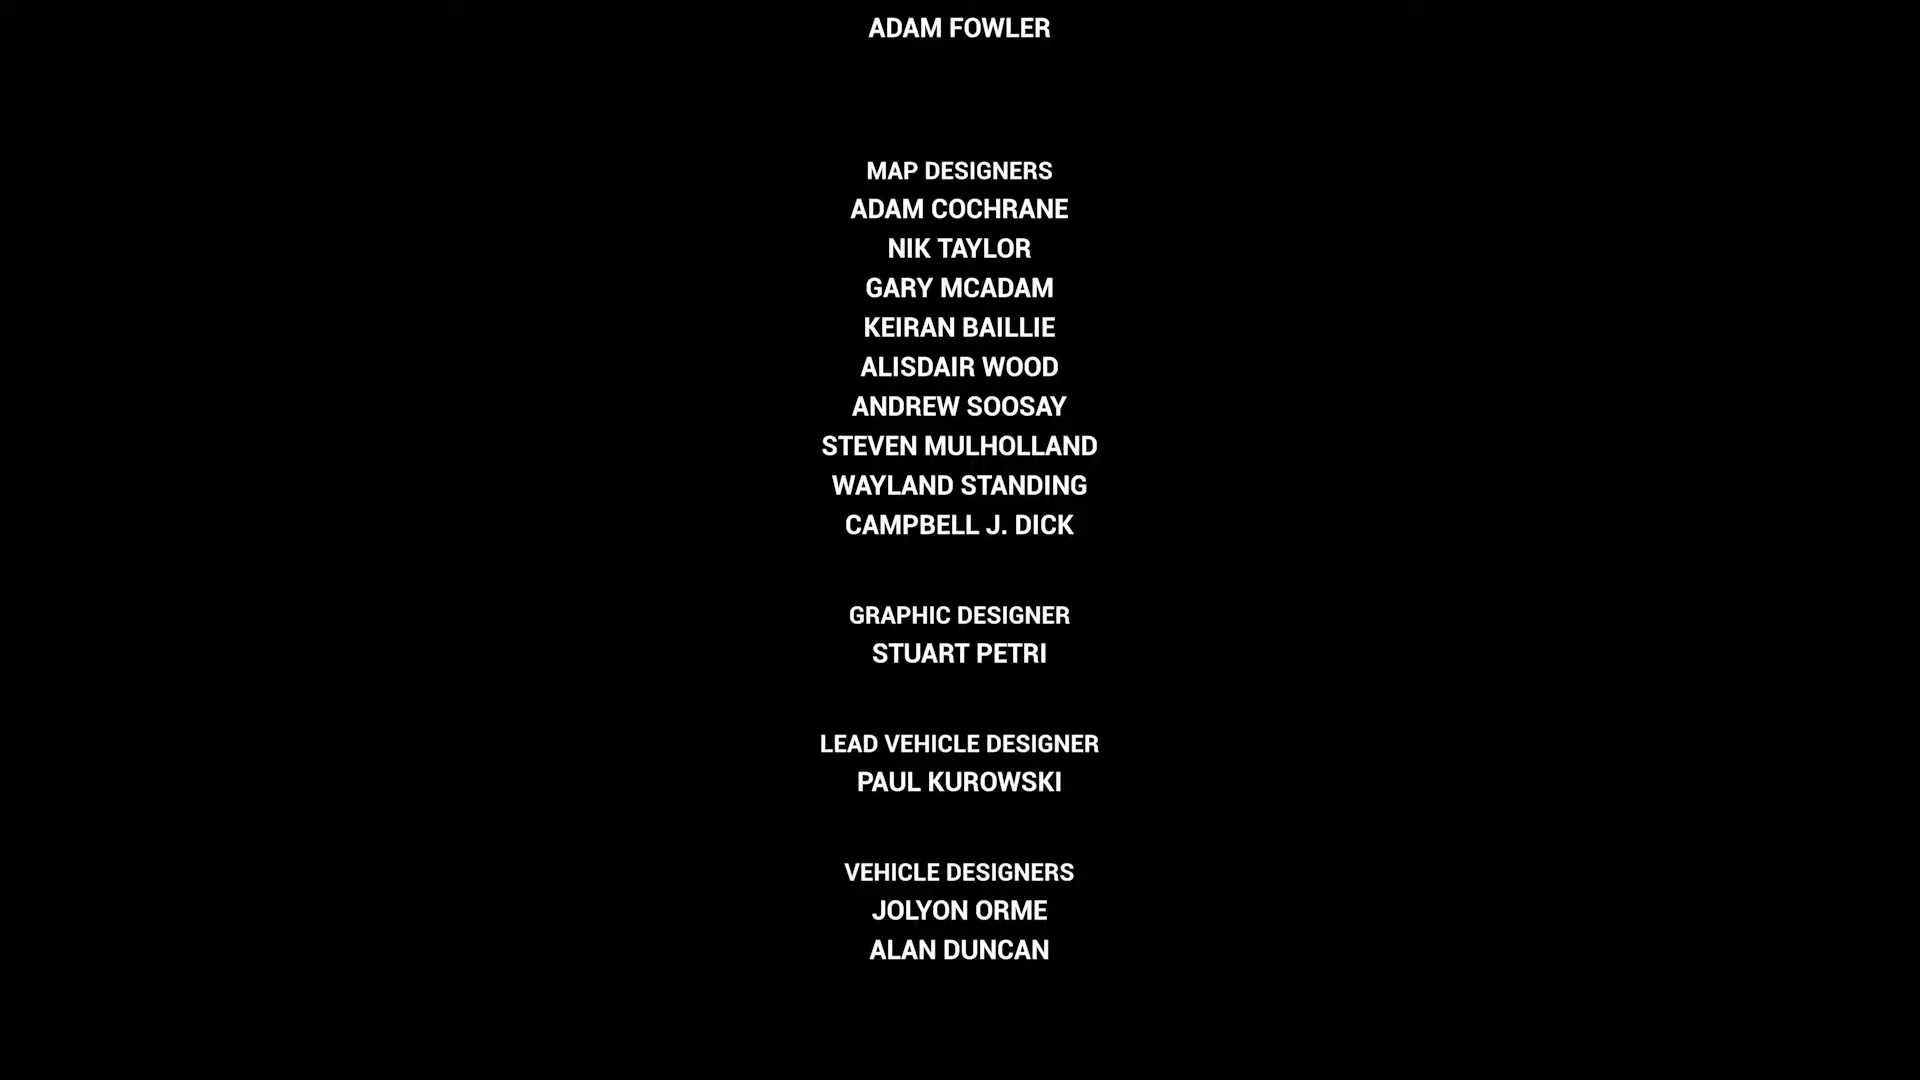 ADAM FOWLER
MAP DESIGNERS
ADAM COCHRANE
NIK TAYLOR
GARY MCADAM
KEIRAN BAILLIE
ALISDAIR WOOD
ANDREW SOOSAY
STEVEN MULHOLLAND
WAYLAND STANDING
CAMPBELL J. DICK
GRAPHIC DESIGNER
STUART PETRI
LEAD VEHICLE DESIGNER
PAUL KUROWSKI
VEHICLE DESIGNERS
JOLYON ORME
ALAN DUNCAN